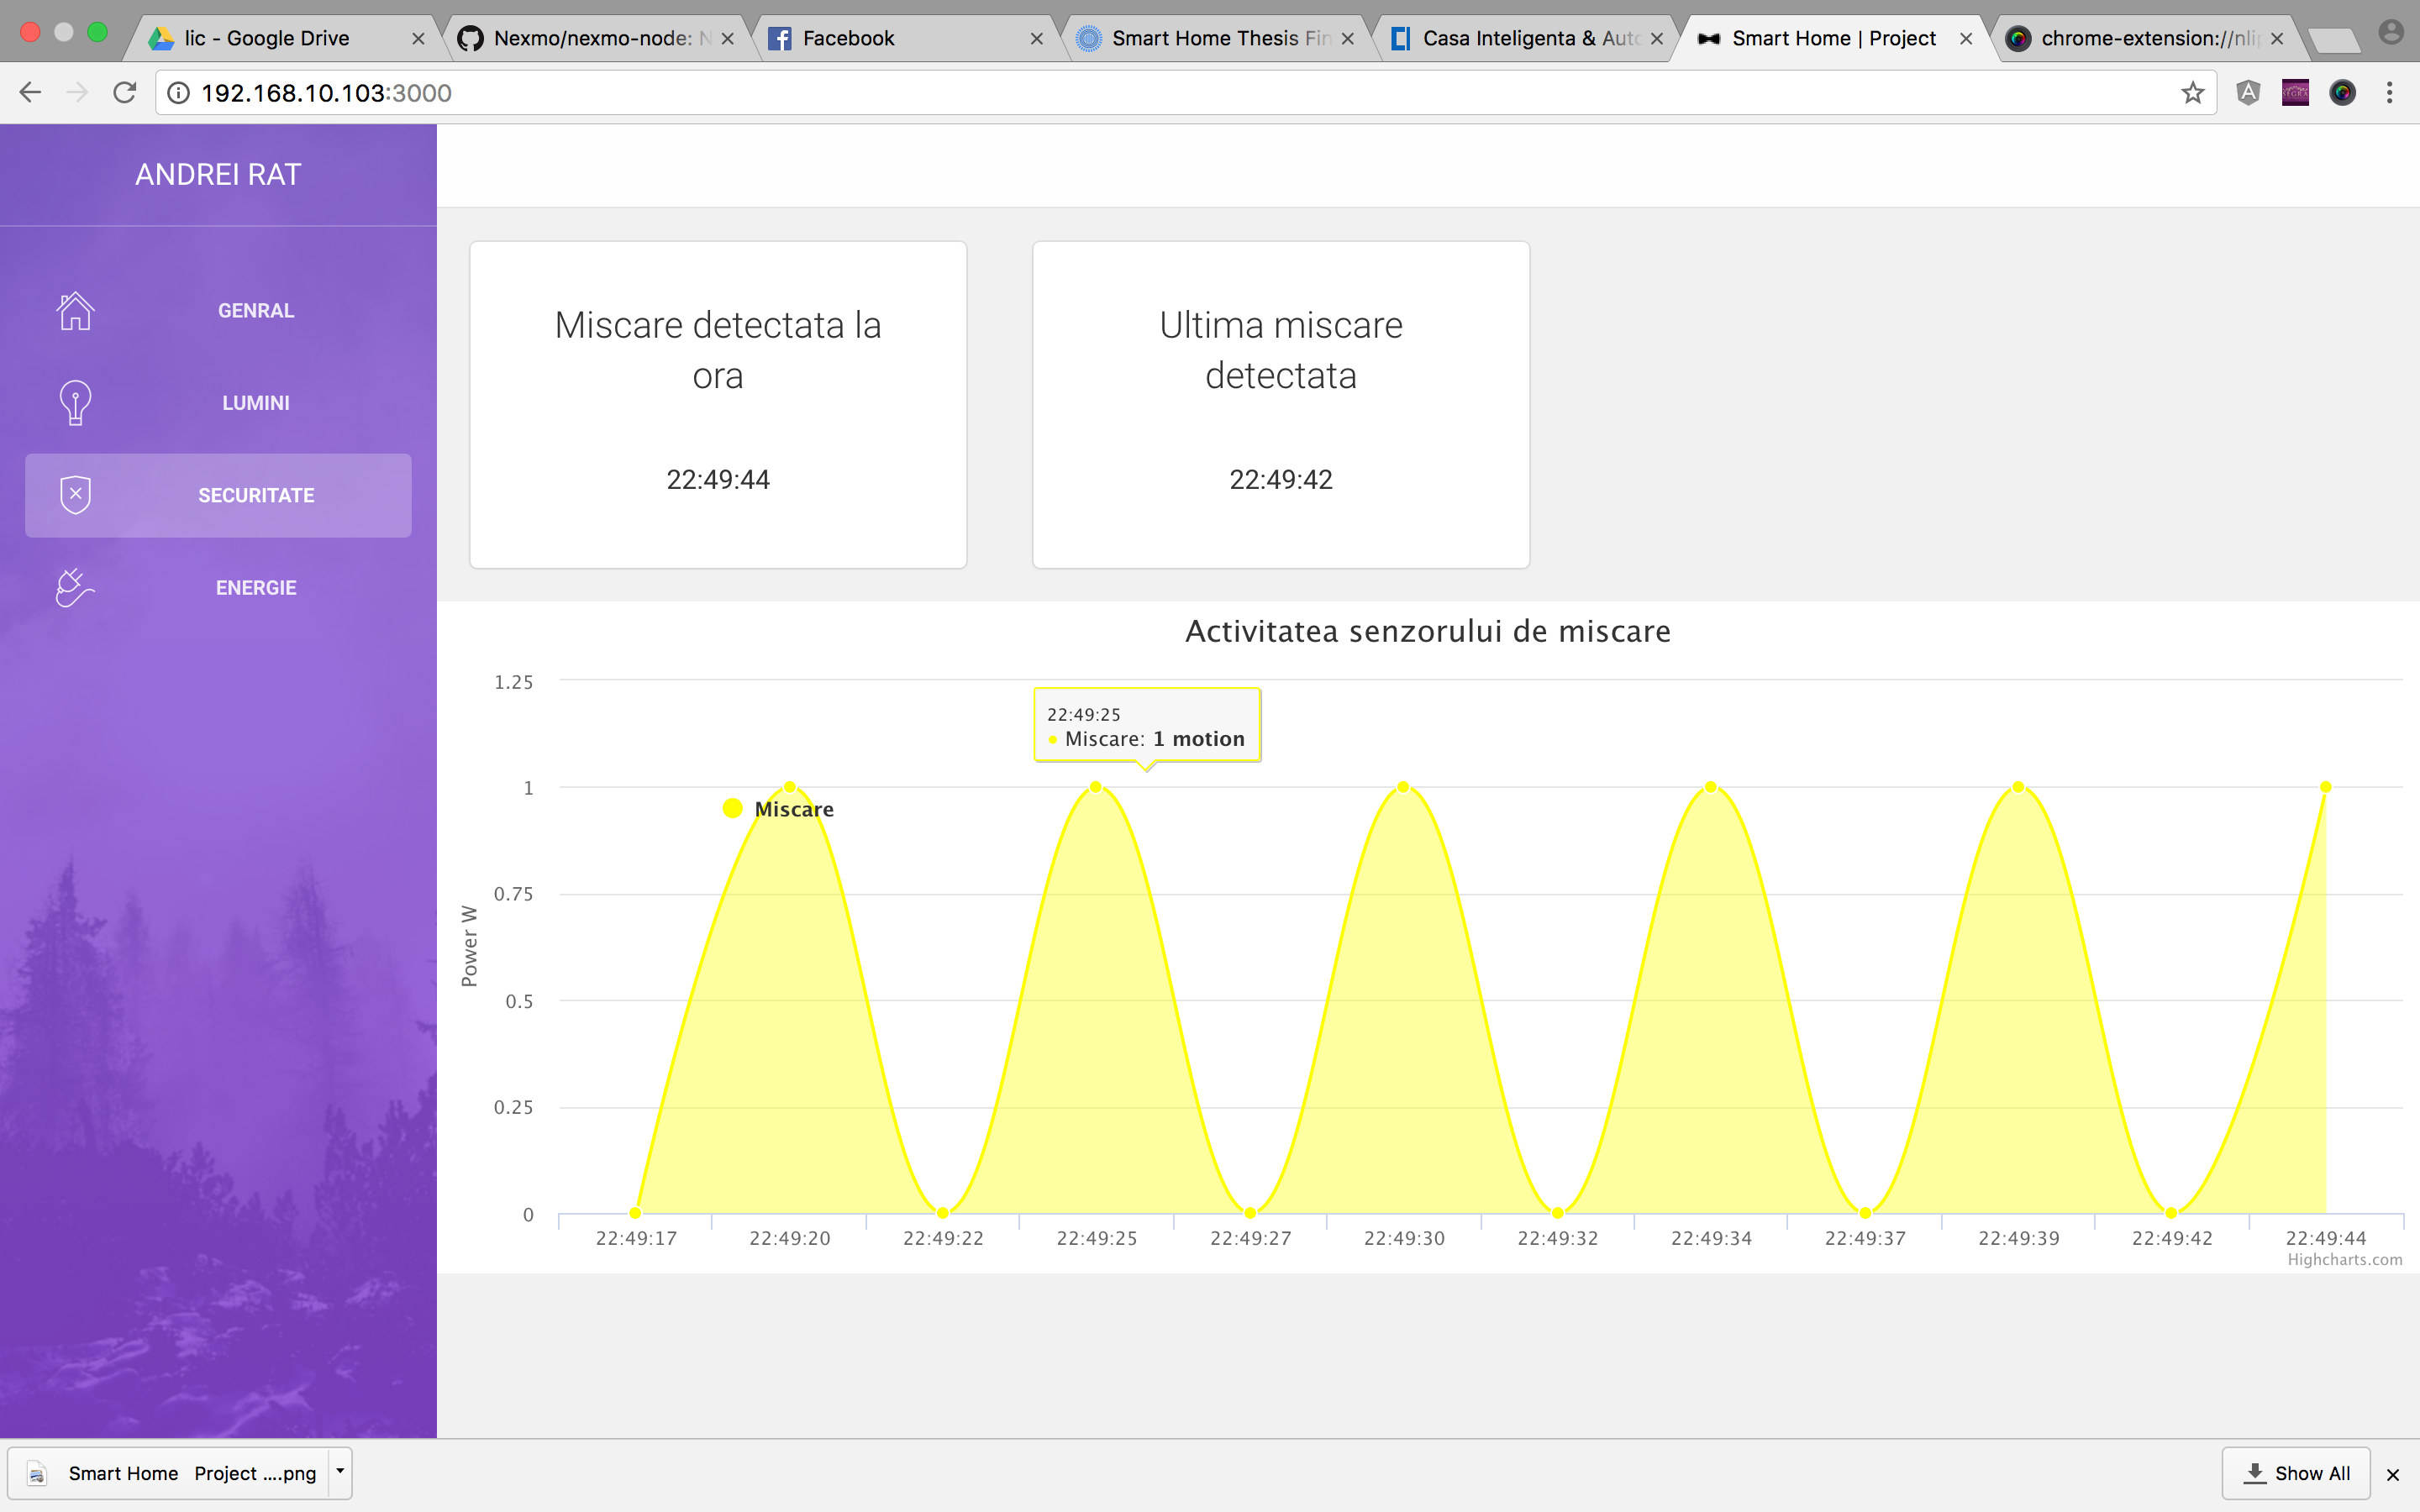 lic - Google Drive
Nexmo/nexmo-node: N
Facebook
Smart Home Thesis Fin
Casa Inteligenta & Auto
Smart Home | Project
chrome-extension://nlip
192.168.10.103:3000
ANDREI RAT
GENRAL
LUMINI
SECURITATE
ENERGIE
Miscare detectata la
ora
22:49:44
Ultima miscare
detectata
22:49:42
Activitatea senzorului de miscare
1.25
1
0.75
0.5
0.25
0
Power W
22:49:25
Miscare: 1 motion
Miscare
22:49:17
22:49:20
22:49:22
22:49:25
22:49:27
22:49:30
22:49:32
22:49:34
22:49:37
22:49:39
22:49:42
22:49:44
Highcharts.com
Smart Home Project ....png
Show All